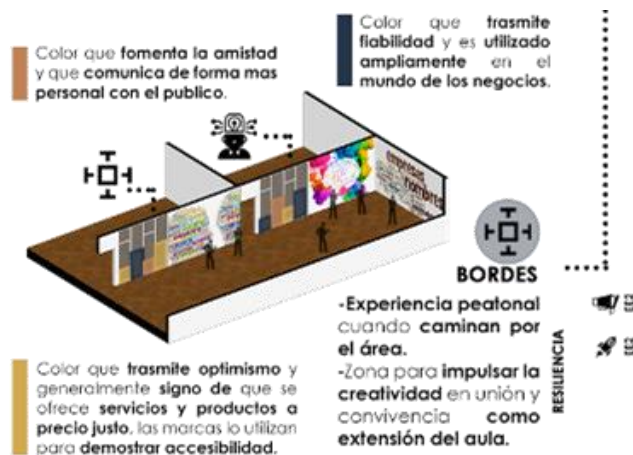 Color que fomenta la amistad
y que comunica de forma mas
personal con el publico.
Color que trasmite
fiabilidad y es utilizado
ampliamente en el
mundo de los negocios.
empresas
nombres
BORDES
-Experiencia peatonal
cuando caminan por
el área.
-Zona para impulsar la
creatividad en unión y
convivencia como
extensión del aula.
RESILIENCIA
Color que trasmite optimismo y
generalmente signo de que se
ofrece servicios y productos a
precio justo, las marcas lo utilizan
para demostrar accesibilidad.